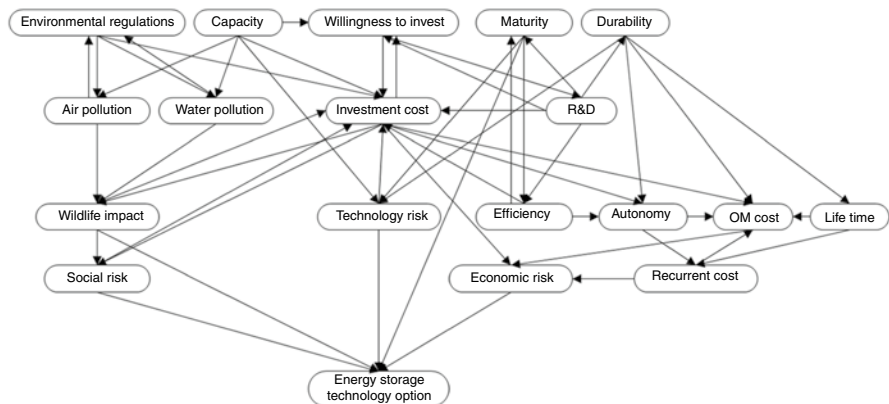 Environmental regulations
Capacity
Willingness to invest
Maturity
Durability
Air pollution
Water pollution
Investment cost
R&D
Wildlife impact
Technology risk
Efficiency
Autonomy
OM cost
Life time
Social risk
Economic risk
Recurrent cost
Energy storage
technology option